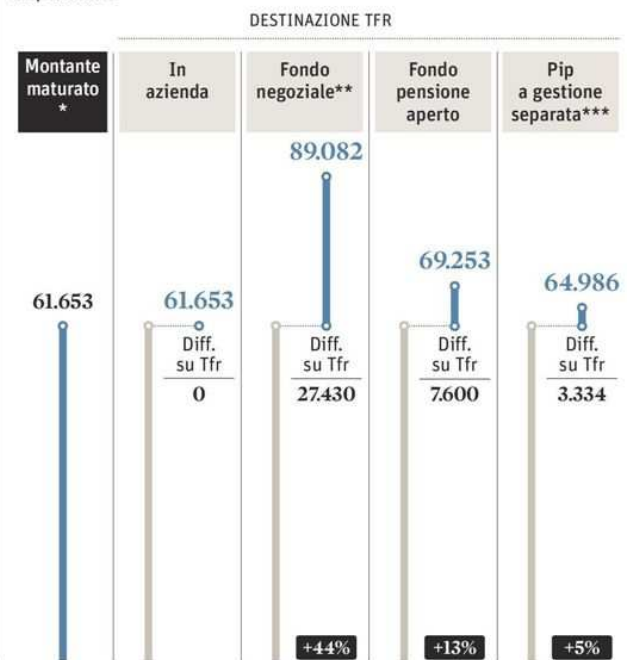 DESTINAZIONE TFR
Montante
maturato
*
In
azienda
Fondo
negoziale**
Fondo
pensione
aperto
Pip
a gestione
separata***
89.082
69.253
64.986
61.653
61.653
Diff.
su Tfr
0
Diff.
su Tfr
27.430
Diff.
su Tfr
7.600
Diff.
su Tfr
3.334
+44%
+13%
+5%